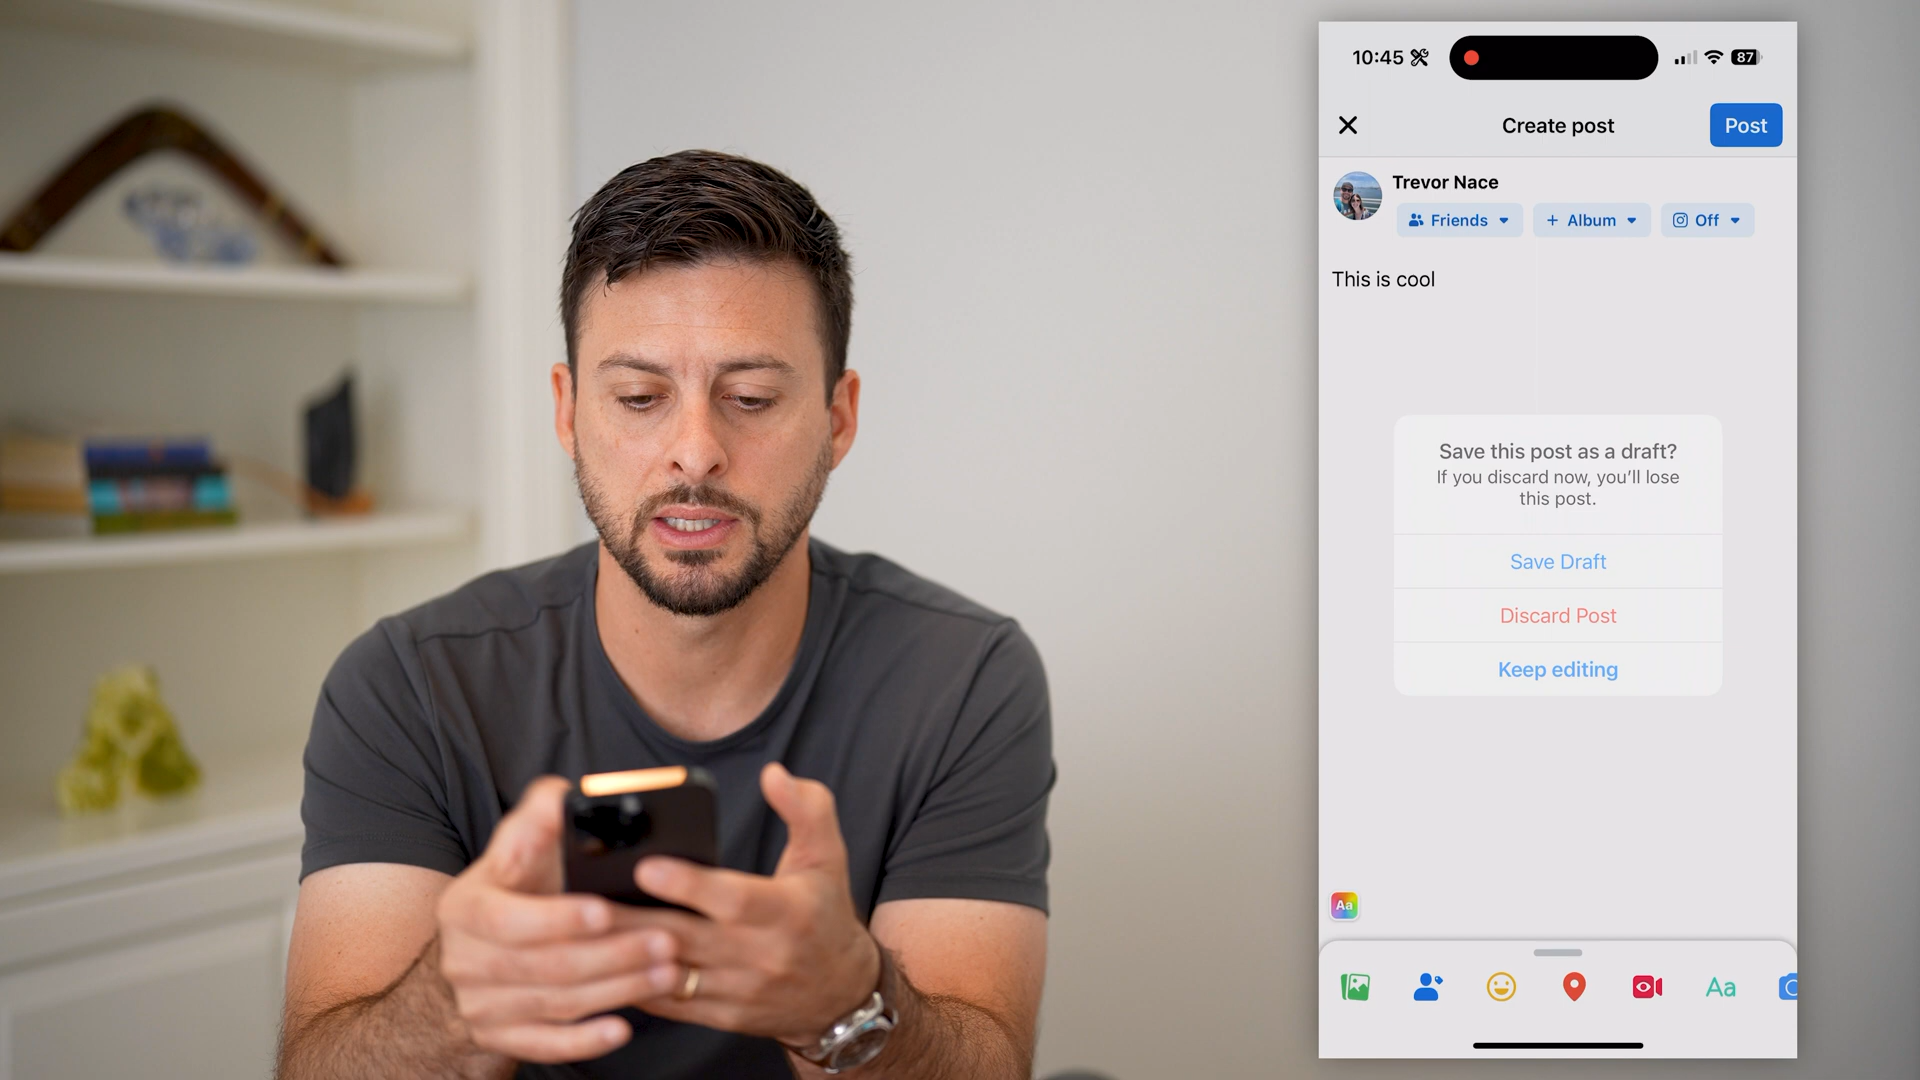 10:45
87
Create post
Post
Trevor Nace
Friends
+ Album
Off
This is cool
Save this post as a draft?
If you discard now, you’ll lose
this post.
Save Draft
Discard Post
Keep editing
Aa
Aa